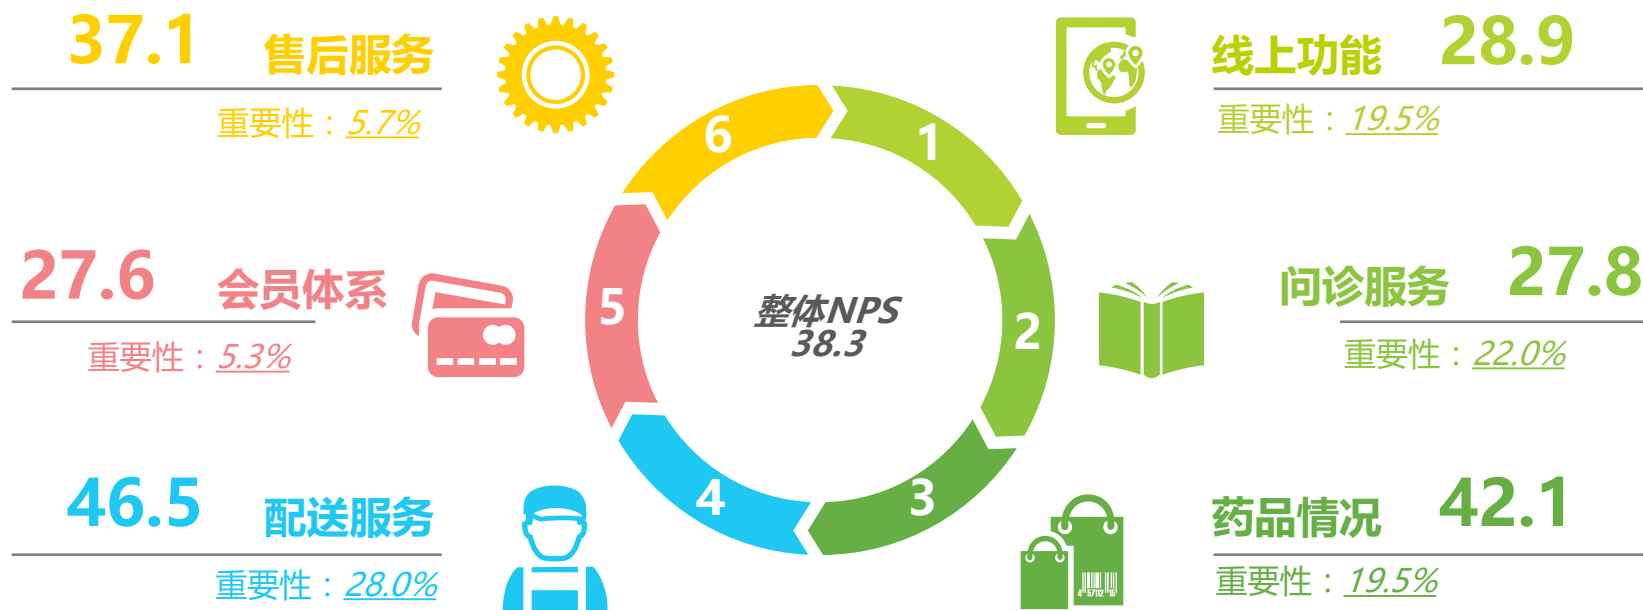 37.1 售后服务
重要性：5.7%
线上功能 28.9
重要性：19.5%
6
1
27.6 会员体系
重要性：5.3%
5
整体NPS
38.3
2
问诊服务 27.8
重要性：22.0%
46.5 配送服务
重要性：28.0%
4
3
药品情况 42.1
重要性：19.5%